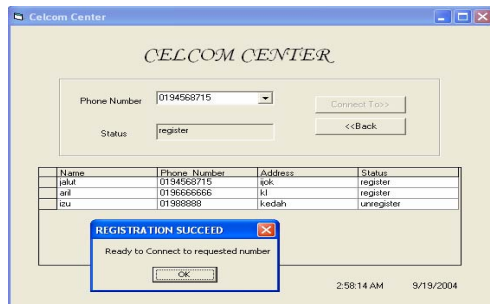 Celcom Center
CELCOM CENTER
Phone Number 0194568715 Connect To>>
Status register <<Back
Name Phone Number Address Status
jalut 0194568715 ijok register
aril 0196666666 kl register
izu 01988888 kedah unregister
REGISTRATION SUCCEED
Ready to Connect to requested number
OK
2:58:14 AM 9/19/2004